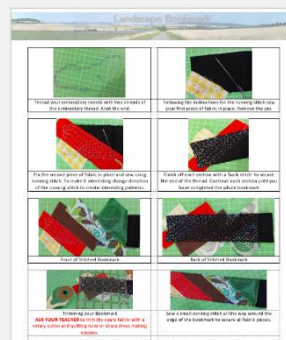 Landscape Bookmark
Thread your embroidery needle with two strands of
the embroidery thread. Knot the end.
Following the instructions for the running stitch sew
your first piece of fabric in place. Remove the pin
Pin the second piece of fabric in place and sew using
running stitch. To make it interesting change direction
of the running stitch to create interesting patterns.
Finish off each section with a 'back stitch' to secure
the end of the thread. Continue each section until you
have completed the whole bookmark
Front of Stitched Bookmark
Back of Stitched Bookmark
Trimming your Bookmark
ASK YOUR TEACHER to trim the spare fabric with a
rotary cutter and quilting ruler or sharp dress making
scissors.
Sew a small running stitch all the way around the
edge of the bookmark to secure all fabric pieces.